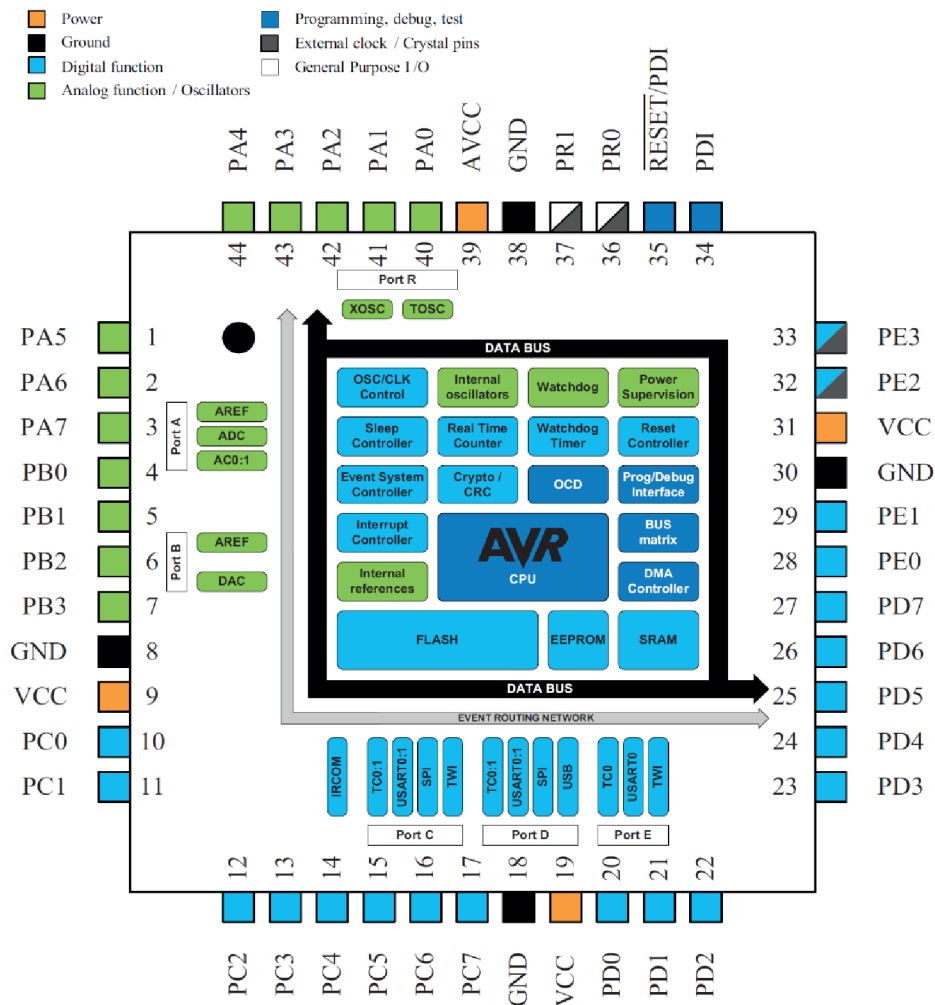 Power
Ground
Digital function
Analog function / Oscillators
Programming, debug, test
External clock / Crystal pins
General Purpose I/O
PA4
PA3
PA2
PA1
PA0
AVCC
GND
PR1
PR0
RESET/PDI
PDI
44
43
42
41
40
39
38
37
36
35
34
Port R
XOSC
TOSC
PA5
1
PA6
2
PA7
3
PB0
4
PB1
5
PB2
6
PB3
7
GND
8
VCC
9
PC0
10
PC1
11
Port A
AREF
ADC
AC0:1
Port B
AREF
DAC
DATA BUS
OSC/CLK
Control
Internal
oscillators
Watchdog
Power
Supervision
Sleep
Controller
Real Time
Counter
Watchdog
Timer
Reset
Controller
Event System
Controller
Crypto /
CRC
OCD
Prog/Debug
Interface
Interrupt
Controller
AVR
CPU
BUS
matrix
Internal
references
DMA
Controller
FLASH
EEPROM
SRAM
DATA BUS
EVENT ROUTING NETWORK
33
PE3
32
PE2
31
VCC
30
GND
29
PE1
28
PE0
27
PD7
26
PD6
25
PD5
24
PD4
23
PD3
IRCOM
TC0:1
USART0:1
SPI
TWI
TC0:1
USART0:1
SPI
USB
TC0
USART0
TWI
Port C
Port D
Port E
12
13
14
15
16
17
18
19
20
21
22
PC2
PC3
PC4
PC5
PC6
PC7
GND
VCC
PD0
PD1
PD2